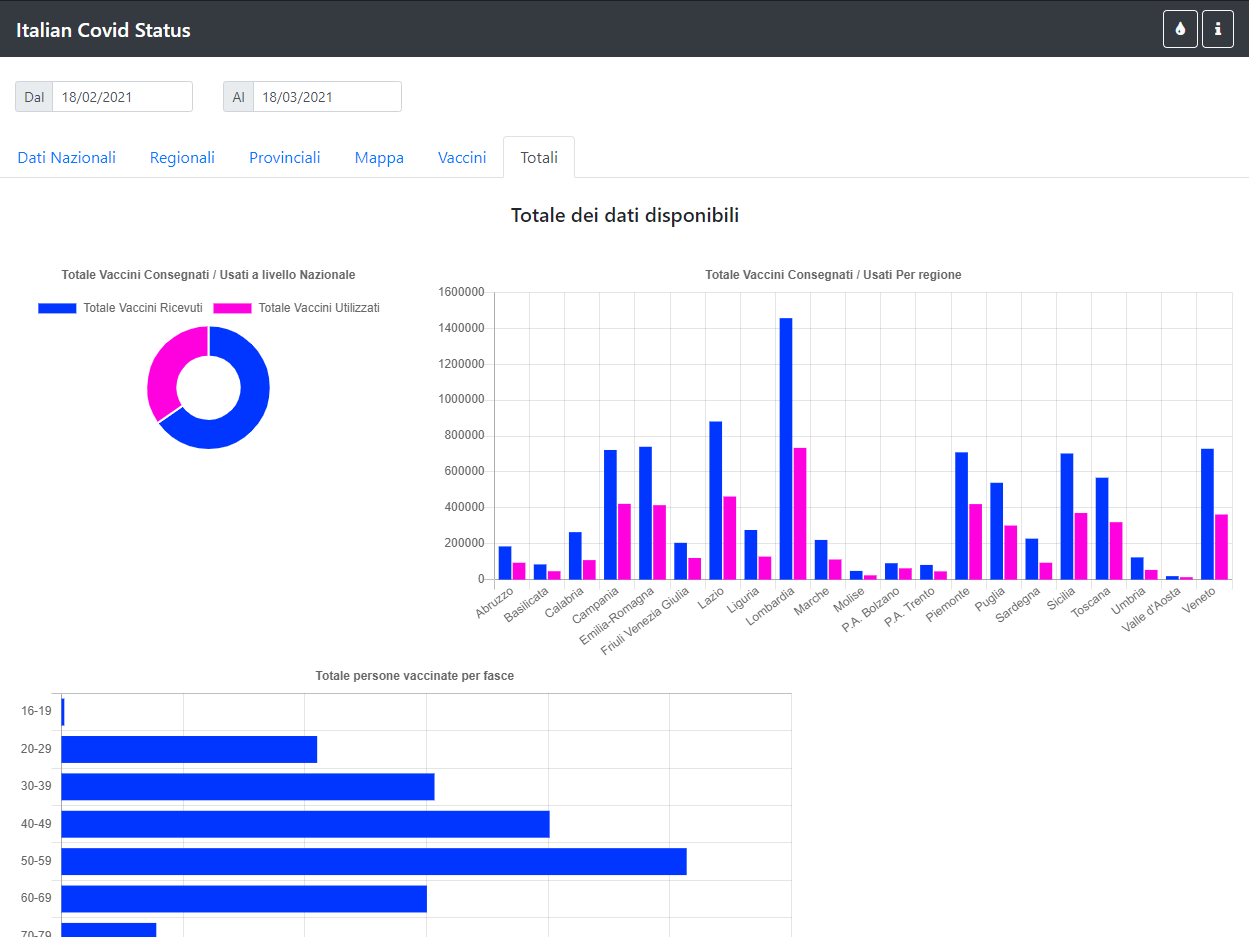 Italian Covid Status
Dal 18/02/2021 Al 18/03/2021
Dati Nazionali Regionali Provinciali Mappa Vaccini Totali
Totale dei dati disponibili
Totale Vaccini Consegnati / Usati a livello Nazionale
Totale Vaccini Ricevuti Totale Vaccini Utilizzati
Totale Vaccini Consegnati / Usati Per regione
1600000
1400000
1200000
1000000
800000
600000
400000
200000
0
Abruzzo
Basilicata
Calabria
Campania
Emilia-Romagna
Friuli Venezia Giulia
Lazio
Liguria
Lombardia
Marche
Molise
P.A. Bolzano
P.A. Trento
Piemonte
Puglia
Sardegna
Sicilia
Toscana
Umbria
Valle d'Aosta
Veneto
Totale persone vaccinate per fasce
16-19
20-29
30-39
40-49
50-59
60-69
70-79